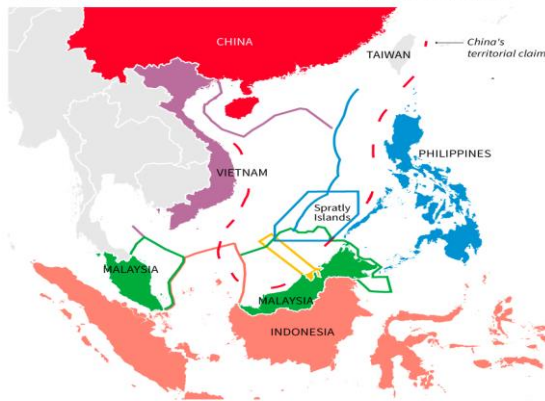 CHINA
TAIWAN
China's
territorial claim
PHILIPPINES
VIETNAM
Spratly
Islands
MALAYSIA
MALAYSIA
INDONESIA